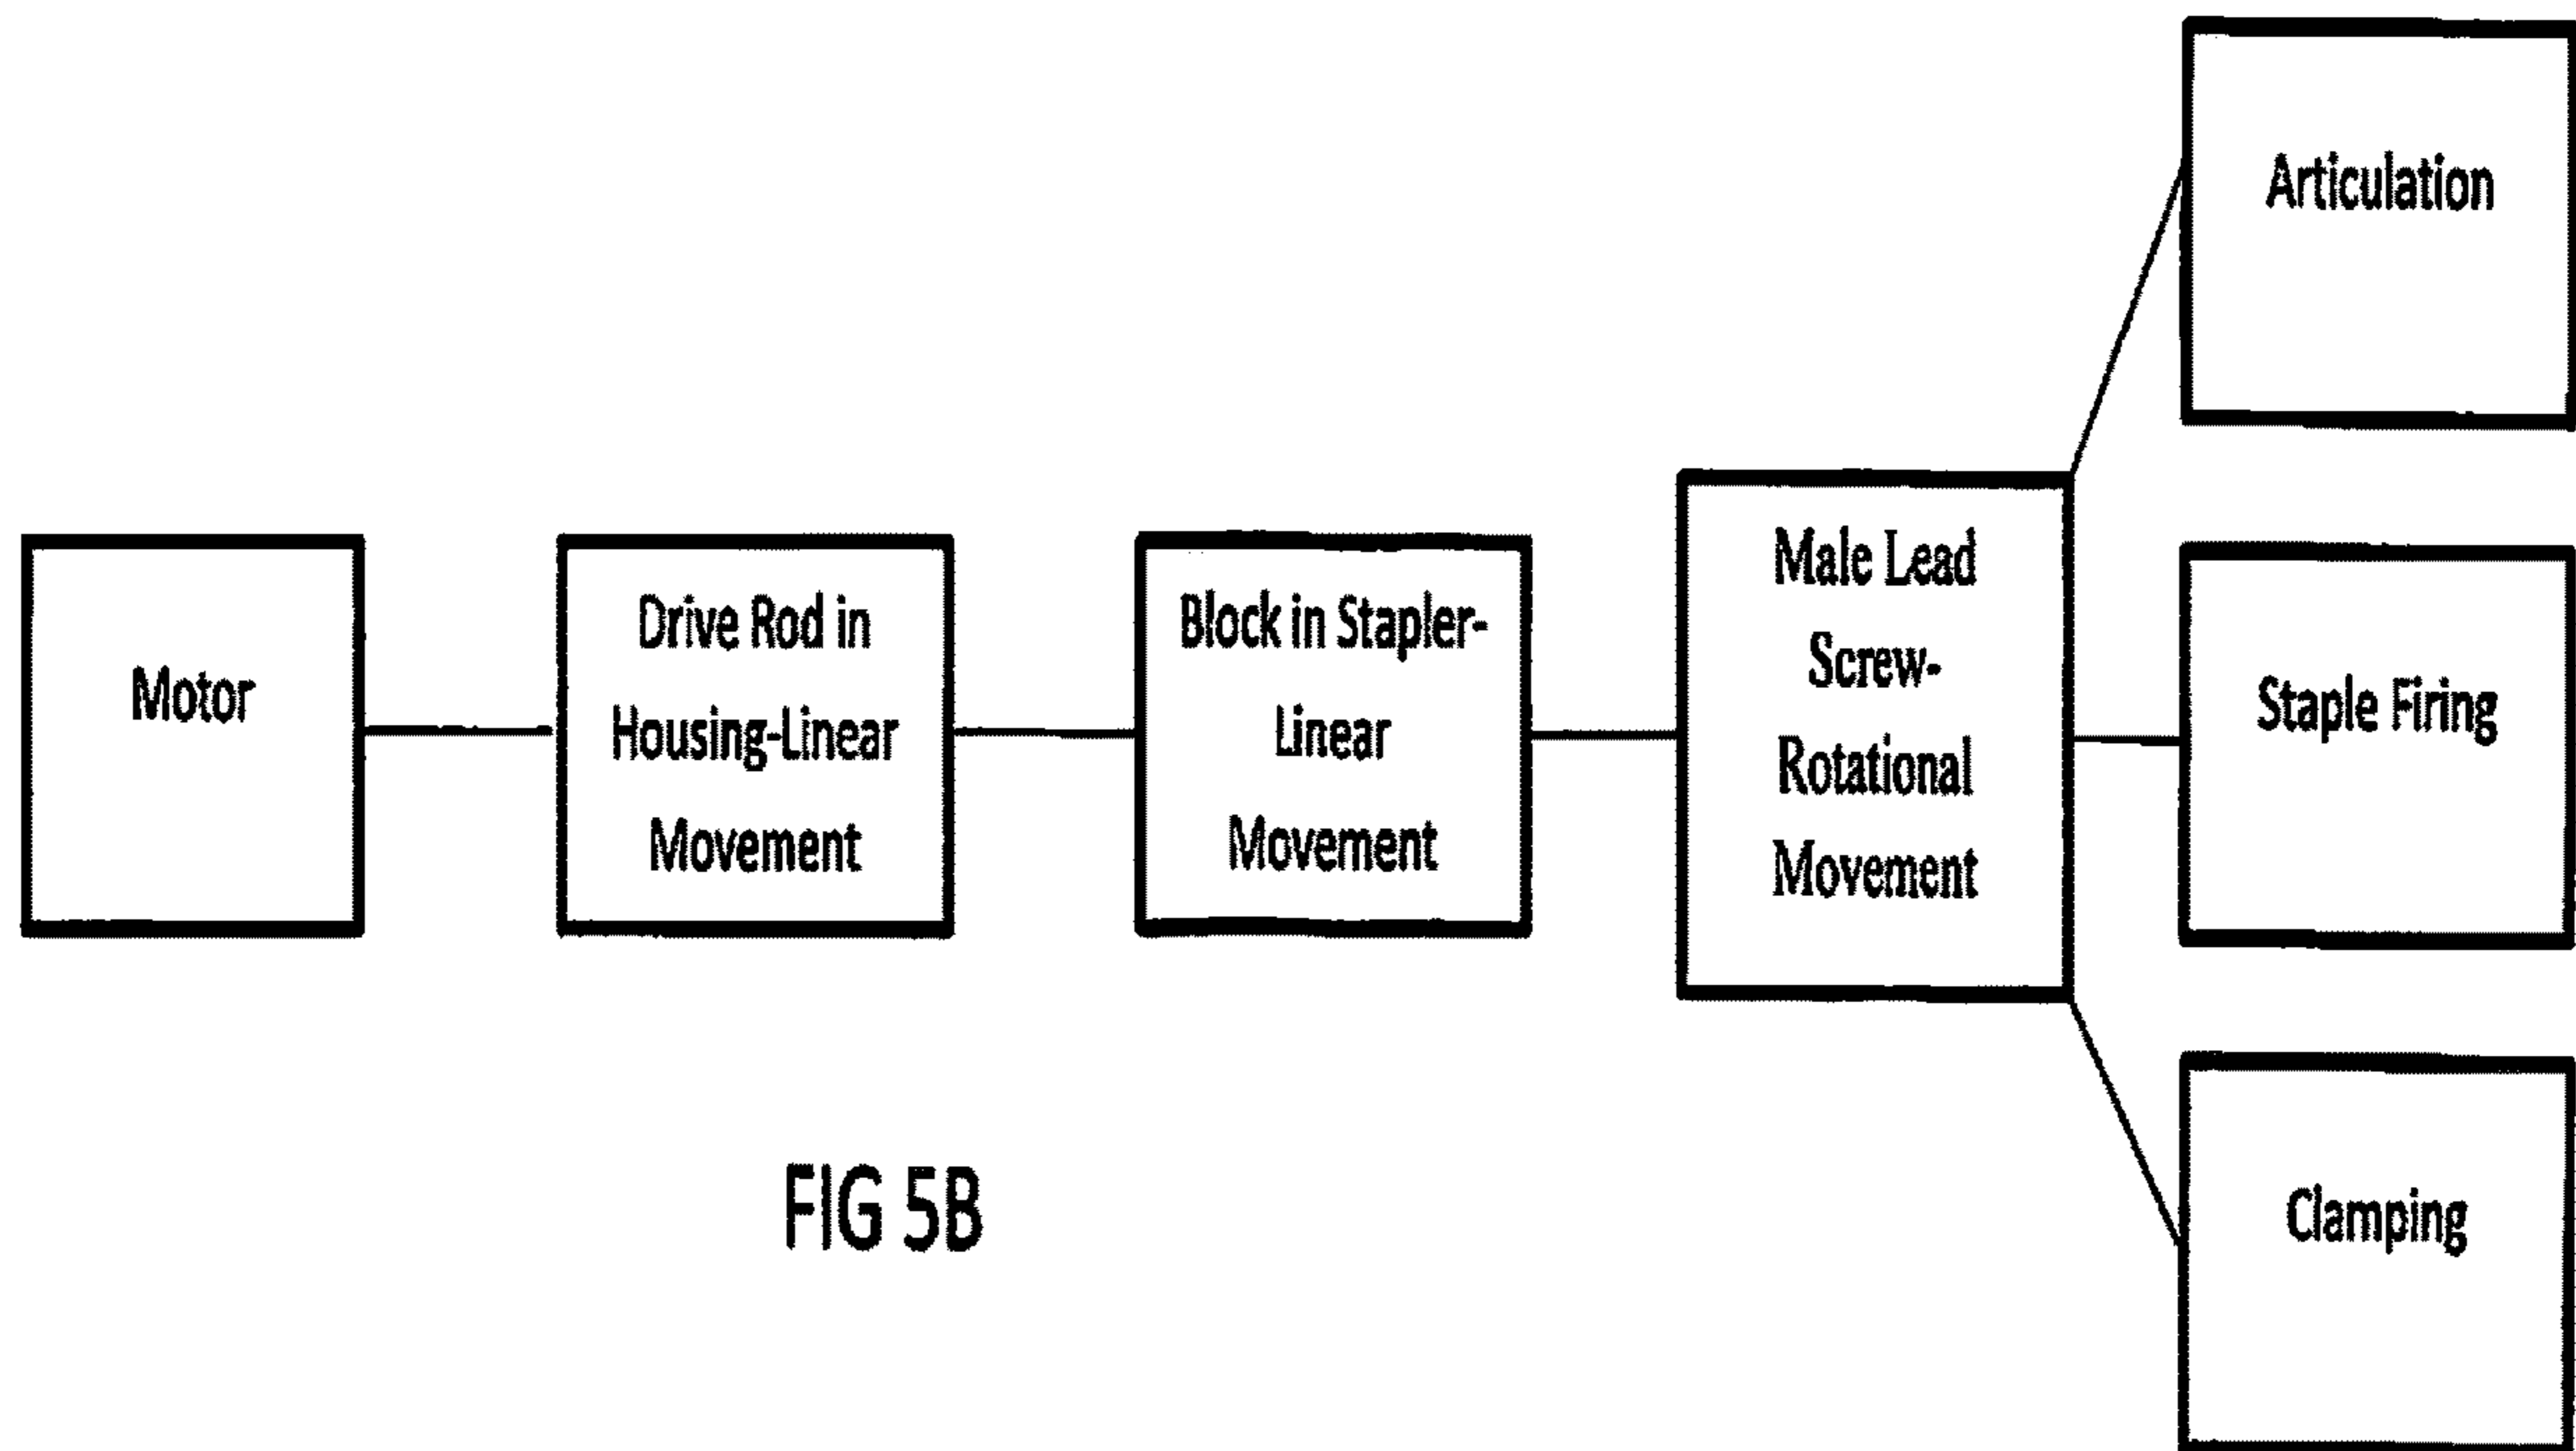 Motor
Drive Rod in
Housing-Linear
Movement
Block in Stapler-
Linear
Movement
Male Lead
Screw-
Rotational
Movement
Articulation
Staple Firing
Clamping
FIG 5B